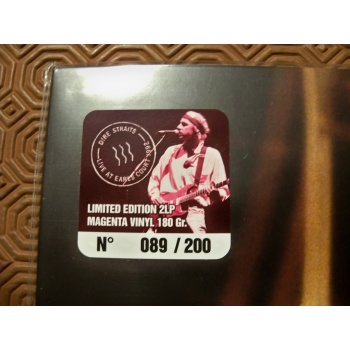 DIRE STRAITS
LIVE AT EARLS COURT
LIMITED EDITION 2LP
MAGENTA VINYL 180 Gr.
N° 089 / 200